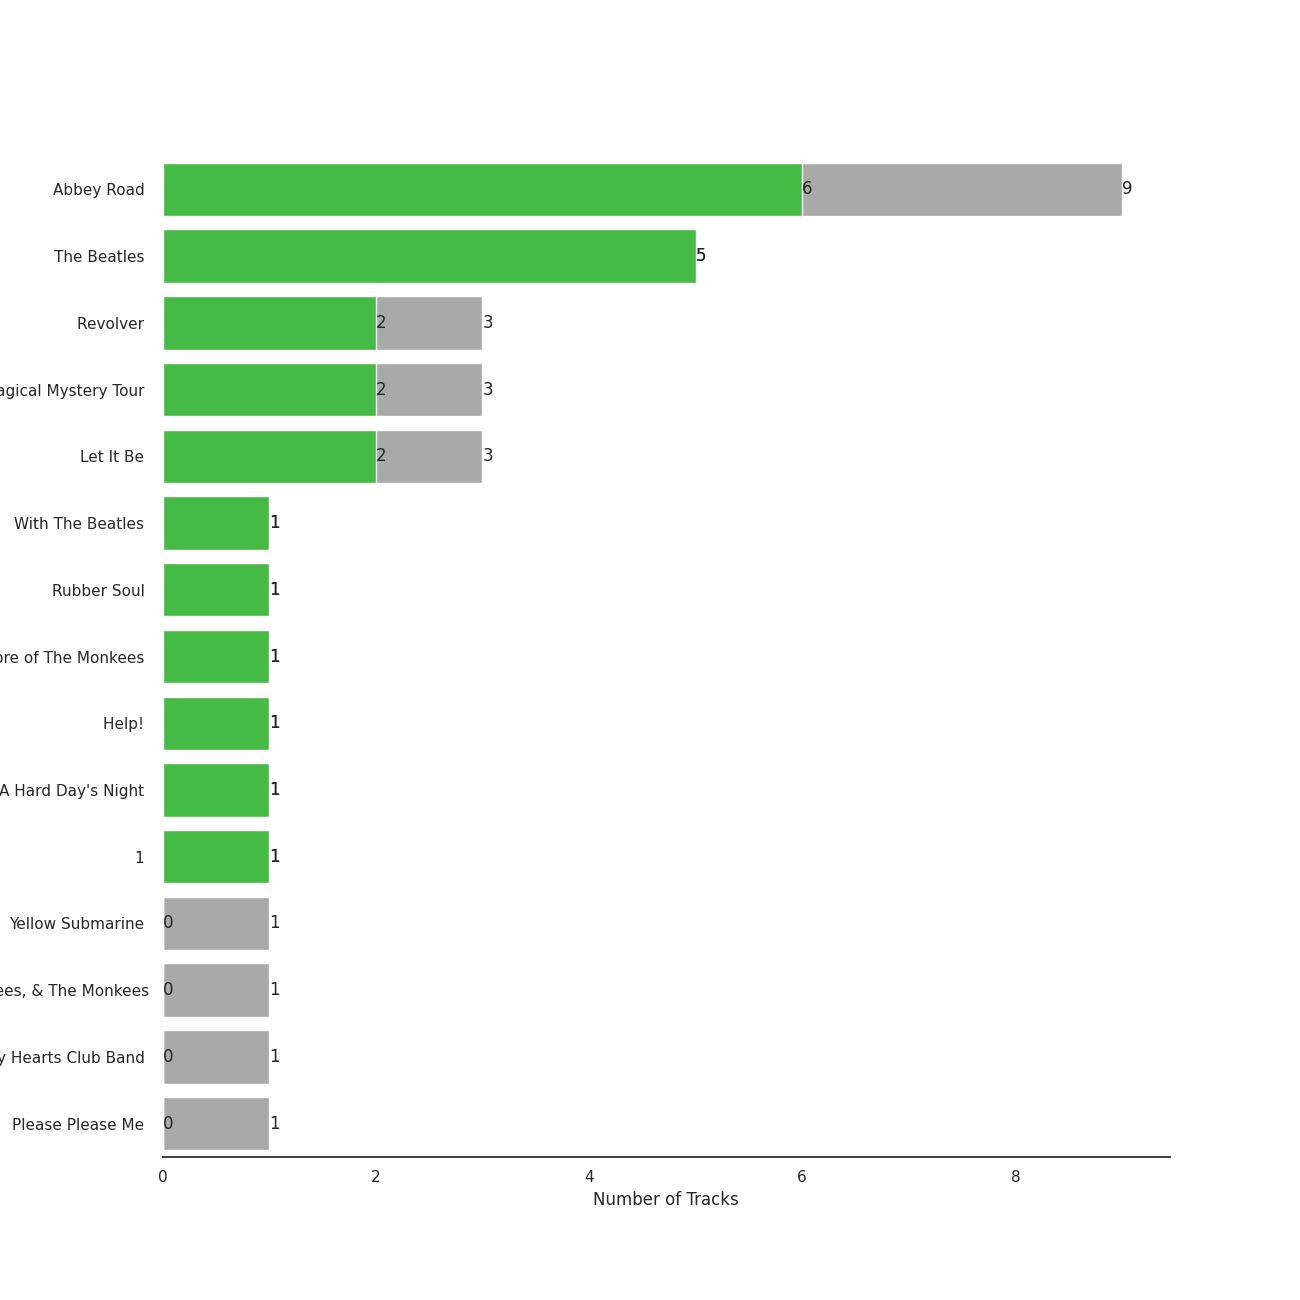 Abbey Road 6 9
The Beatles 5
Revolver 2 3
agical Mystery Tour 2 3
Let It Be 2 3
With The Beatles 1
Rubber Soul 1
ore of The Monkees 1
Help! 1
A Hard Day's Night 1
1 1
Yellow Submarine 0 1
ees, & The Monkees 0 1
y Hearts Club Band 0 1
Please Please Me 0 1
0 2 4 6 8
Number of Tracks